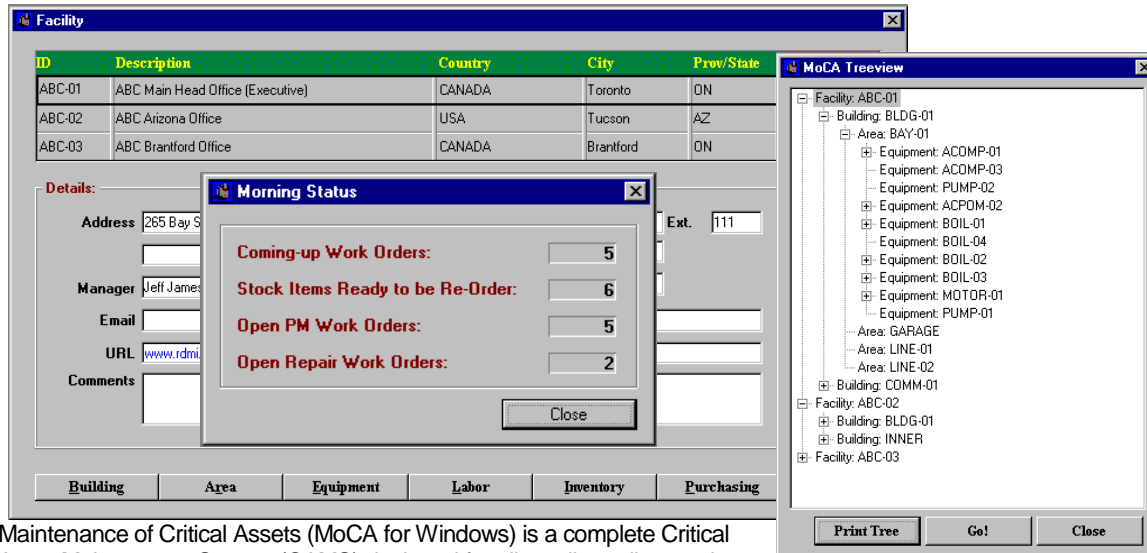 Facility
ID Description Country City Prov/State
ABC-01 ABC Main Head Office (Executive) CANADA Toronto ON
ABC-02 ABC Arizona Office USA Tucson AZ
ABC-03 ABC Brantford Office CANADA Brantford ON
Details:
Address 265 Bay S
Ext. 111
Manager Jeff James
Email
URL www.rdmi.
Comments
Building Area Equipment Labor Inventory Purchasing
Morning Status
Coming-up Work Orders: 5
Stock Items Ready to be Re-Order: 6
Open PM Work Orders: 5
Open Repair Work Orders: 2
Close
MoCA Treeview
Facility: ABC-01
Building: BLDG-01
Area: BAY-01
Equipment: ACOMP-01
Equipment: ACOMP-03
Equipment: PUMP-02
Equipment: ACPOM-02
Equipment: BOIL-01
Equipment: BOIL-04
Equipment: BOIL-02
Equipment: BOIL-03
Equipment: MOTOR-01
Equipment: PUMP-01
Area: GARAGE
Area: LINE-01
Area: LINE-02
Building: COMM-01
Facility: ABC-02
Building: BLDG-01
Building: INNER
Facility: ABC-03
Print Tree Go! Close
Maintenance of Critical Assets (MoCA for Windows) is a complete Critical